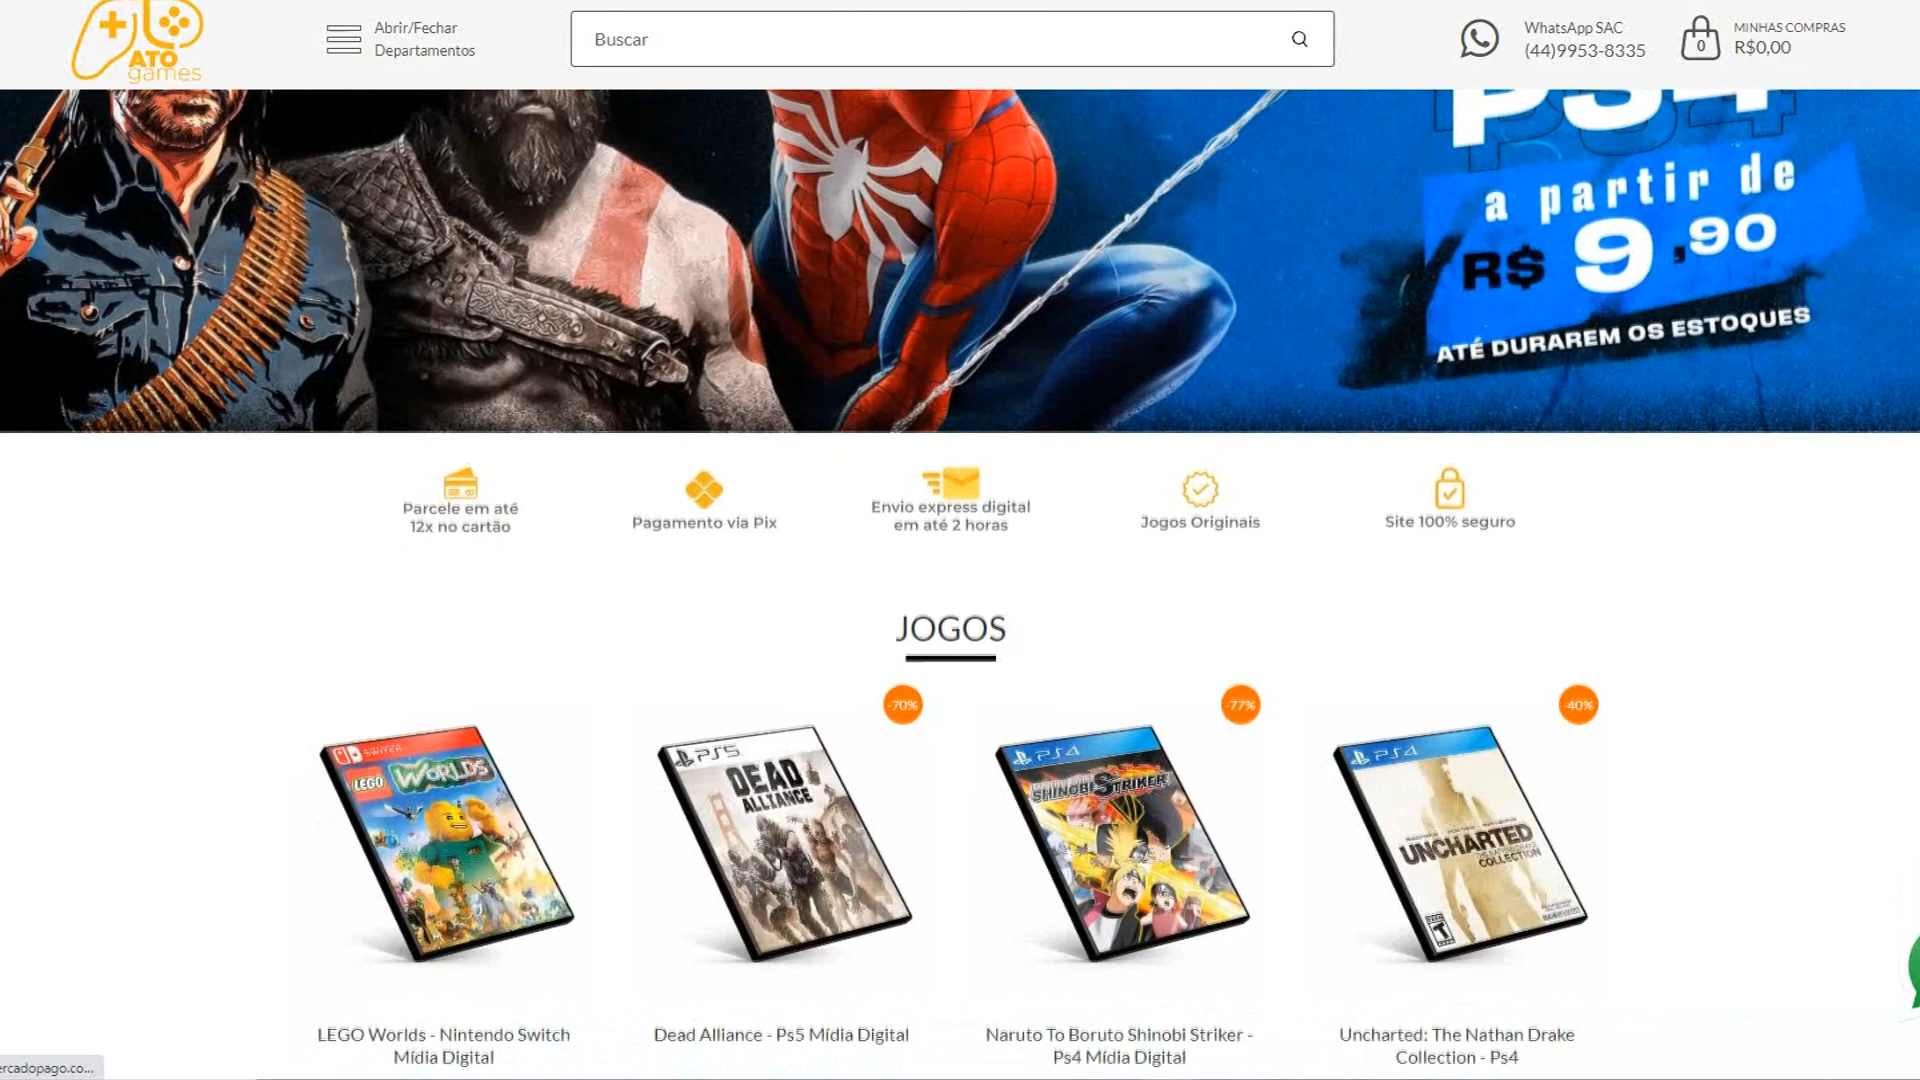 ATO
games
Abrir/Fechar
Departamentos
Buscar
WhatsApp SAC
(44)9953-8335
0
MINHAS COMPRAS
R$0,00
PS4
a partir de
R$ 9,90
ATÉ DURAREM OS ESTOQUES
Parcele em até
12x no cartão
Pagamento via Pix
Envio express digital
em até 2 horas
Jogos Originais
Site 100% seguro
JOGOS
-70%
-77%
-40%
SWITCH
LEGO WORLDS
PS5
DEAD
ALLIANCE
PS4
SHINOBI STRIKER
PS4
UNCHARTED
THE NATHAN DRAKE
COLLECTION
T
LEGO Worlds - Nintendo Switch
Mídia Digital
Dead Alliance - Ps5 Mídia Digital
Naruto To Boruto Shinobi Striker -
Ps4 Mídia Digital
Uncharted: The Nathan Drake
Collection - Ps4
ercadopago.co...